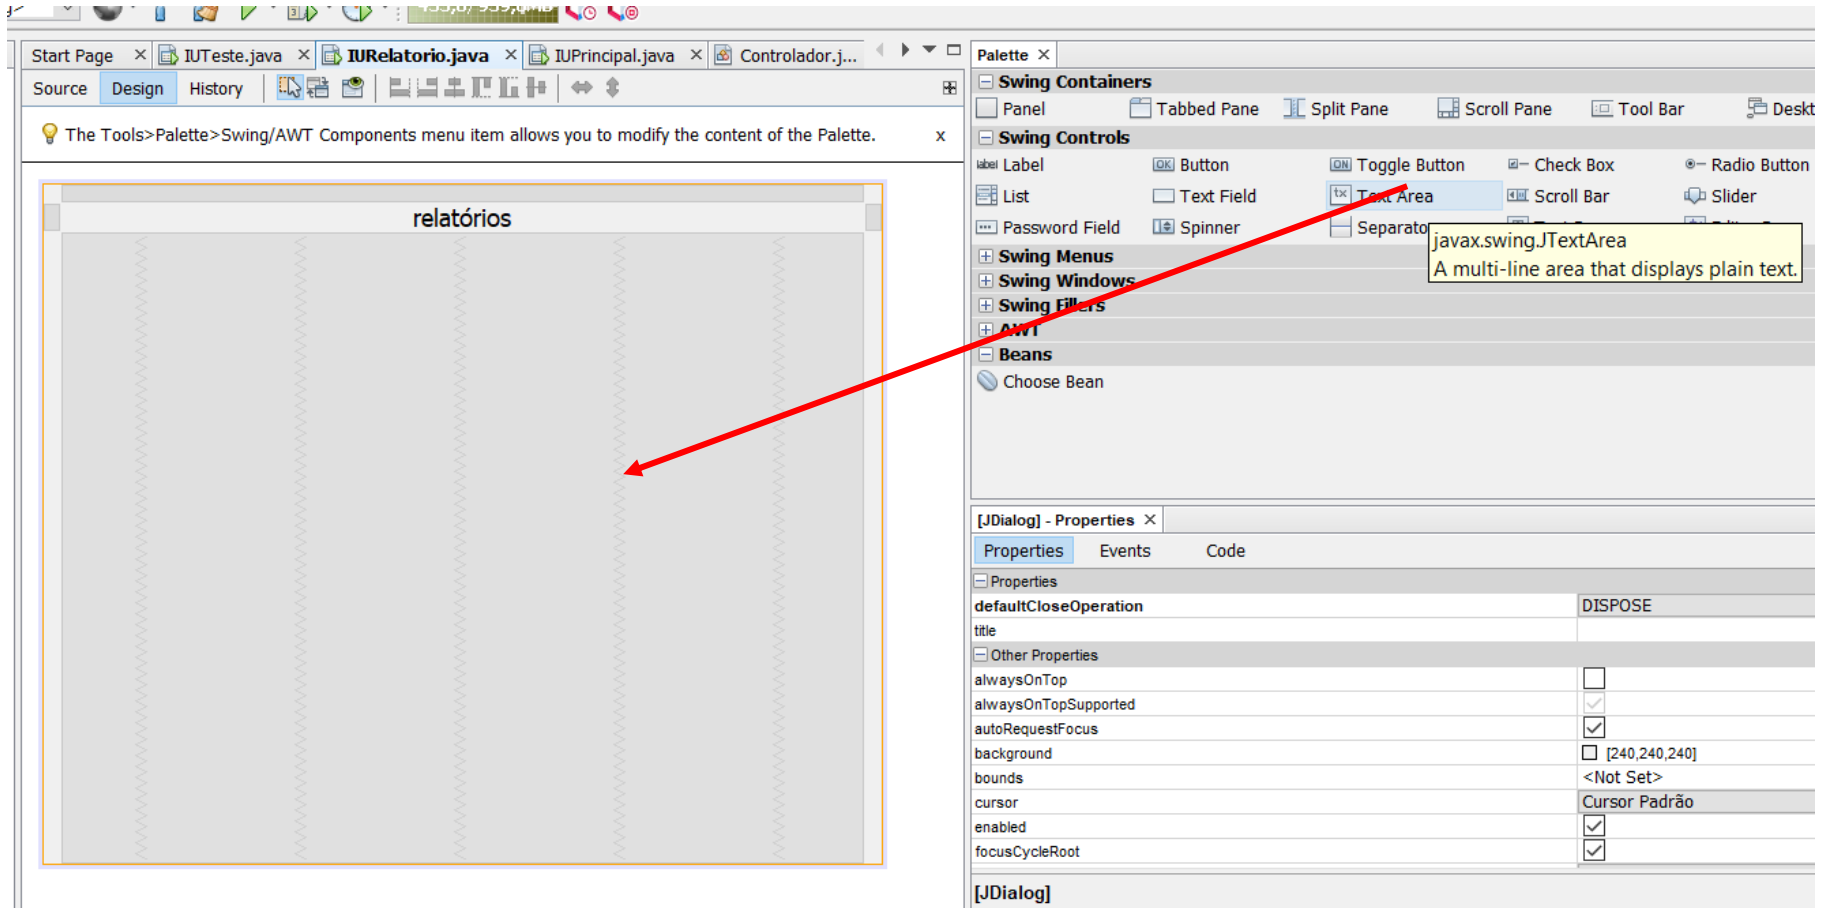 Start Page IUTeste.java IURelatorio.java IUPrincipal.java Controlador.j...
Source Design History
The Tools>Palette>Swing/AWT Components menu item allows you to modify the content of the Palette. x
relatórios
Palette
Swing Containers
Panel Tabbed Pane Split Pane Scroll Pane Tool Bar Deskt
Swing Controls
label Label OK Button ON Toggle Button Check Box Radio Button
List Text Field Text Area Scroll Bar Slider
Password Field Spinner Separato
javax.swing.JTextArea
A multi-line area that displays plain text.
Swing Menus
Swing Windows
Swing Fillers
AWT
Beans
Choose Bean
[JDialog] - Properties
Properties Events Code
Properties
defaultCloseOperation DISPOSE
title
Other Properties
alwaysOnTop
alwaysOnTopSupported
autoRequestFocus
background [240,240,240]
bounds <Not Set>
cursor Cursor Padrão
enabled
focusCycleRoot
[JDialog]